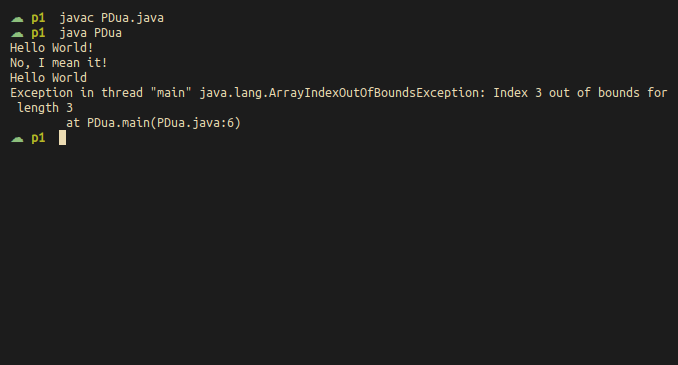 p1 javac PDua.java
p1 java PDua
Hello World!
No, I mean it!
Hello World
Exception in thread "main" java.lang.ArrayIndexOutOfBoundsException: Index 3 out of bounds for
length 3
at PDua.main(PDua.java:6)
p1